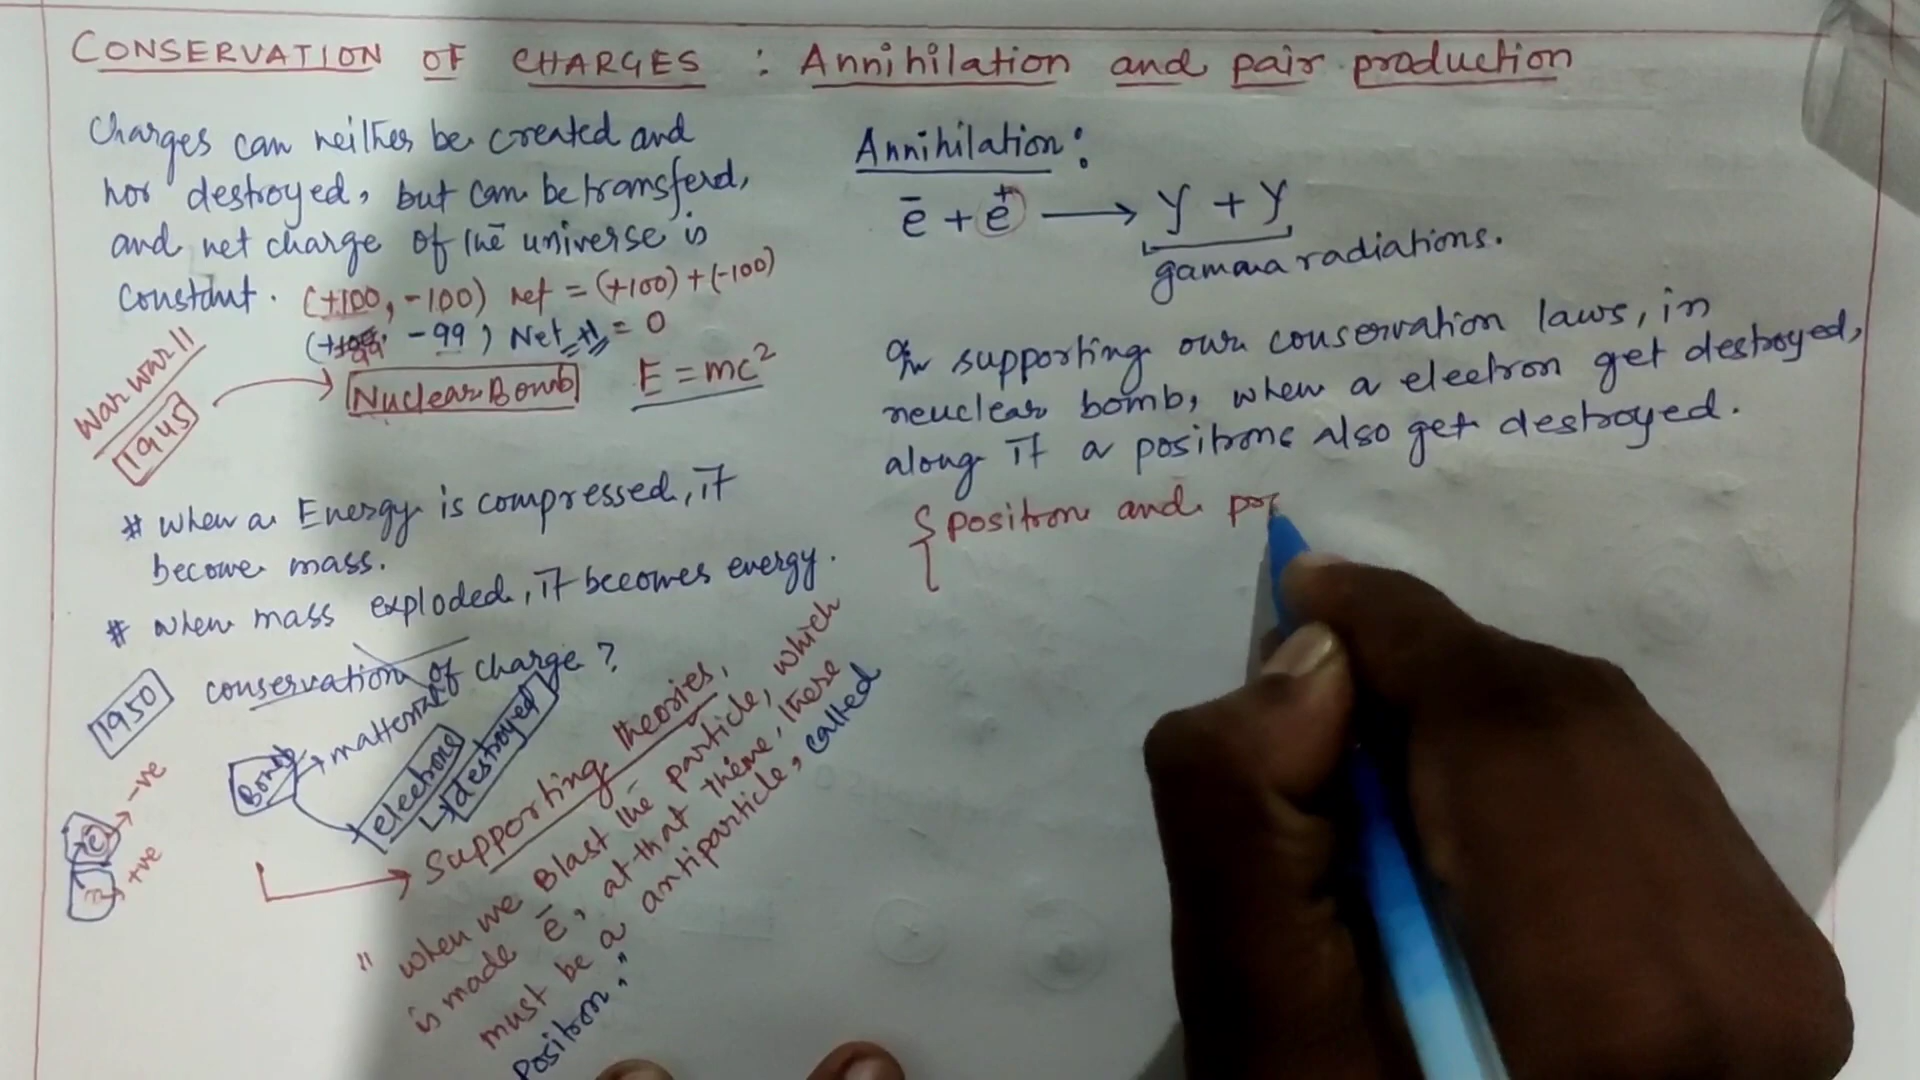 CONSERVATION OF CHARGES : Annihilation and pair production
Charges can neither be created and
nor destroyed, but can be transferd,
and net charge of the universe is
constant. (+100, -100) net = (+100) + (-100)
(+99, -99) Net +1 = 0
War war II
1945
Nuclear Bomb E = mc²
# when a Energy is compressed, it
become mass.
# when mass exploded, it becomes energy.
1950 conservation of charge ?
Bomb → matterial
electrons
↳ destroyed
e → -ve
→ +ve
Supporting theories,
" when we Blast the particle, which
is made e̅, at that theme, there
must be a antiparticle, called
Positron."
Annihilation :
e̅ + e⁺ → γ + γ
gamma radiations.
supporting our conservation laws, in
neuclear bomb, when a electron get destroyed,
along it a positrons also get destroyed.
{ positron and po